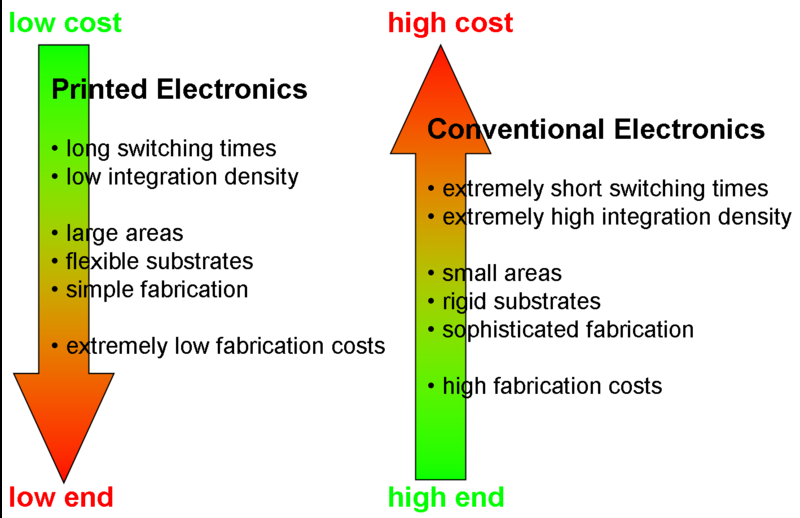 low cost
Printed Electronics
• long switching times
• low integration density
• large areas
• flexible substrates
• simple fabrication
• extremely low fabrication costs
low end
high cost
Conventional Electronics
• extremely short switching times
• extremely high integration density
• small areas
• rigid substrates
• sophisticated fabrication
• high fabrication costs
high end